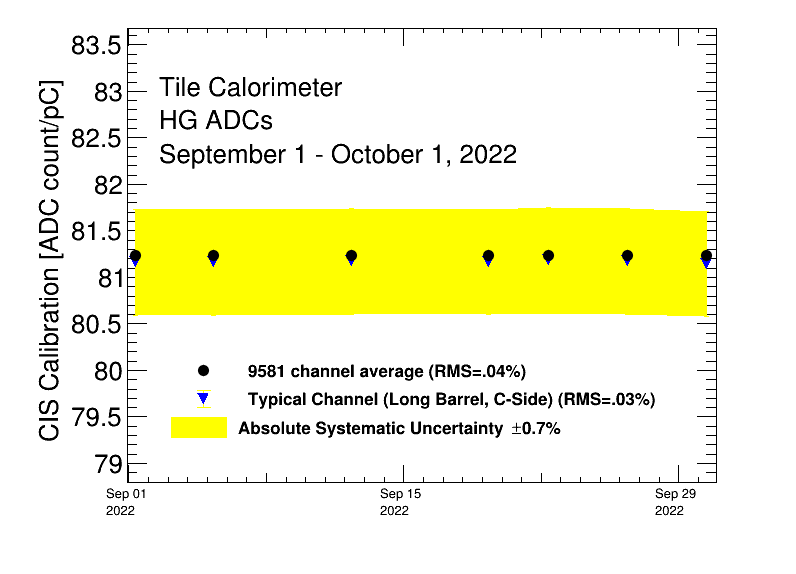 83.5
83
82.5
82
81.5
81
80.5
80
79.5
79
CIS Calibration [ADC count/pC]
Tile Calorimeter
HG ADCs
September 1 - October 1, 2022
9581 channel average (RMS=.04%)
Typical Channel (Long Barrel, C-Side) (RMS=.03%)
Absolute Systematic Uncertainty ±0.7%
Sep 01
2022
Sep 15
2022
Sep 29
2022